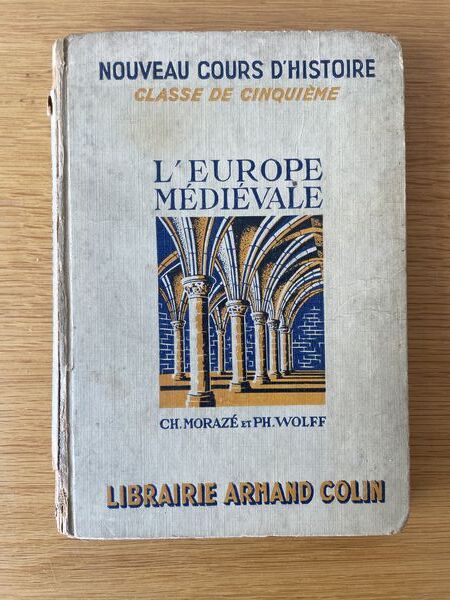 NOUVEAU COURS D'HISTOIRE
CLASSE DE CINQUIÈME
L'EUROPE
MÉDIÉVALE
CH. MORAZÉ ET PH. WOLFF
LIBRAIRIE ARMAND COLIN